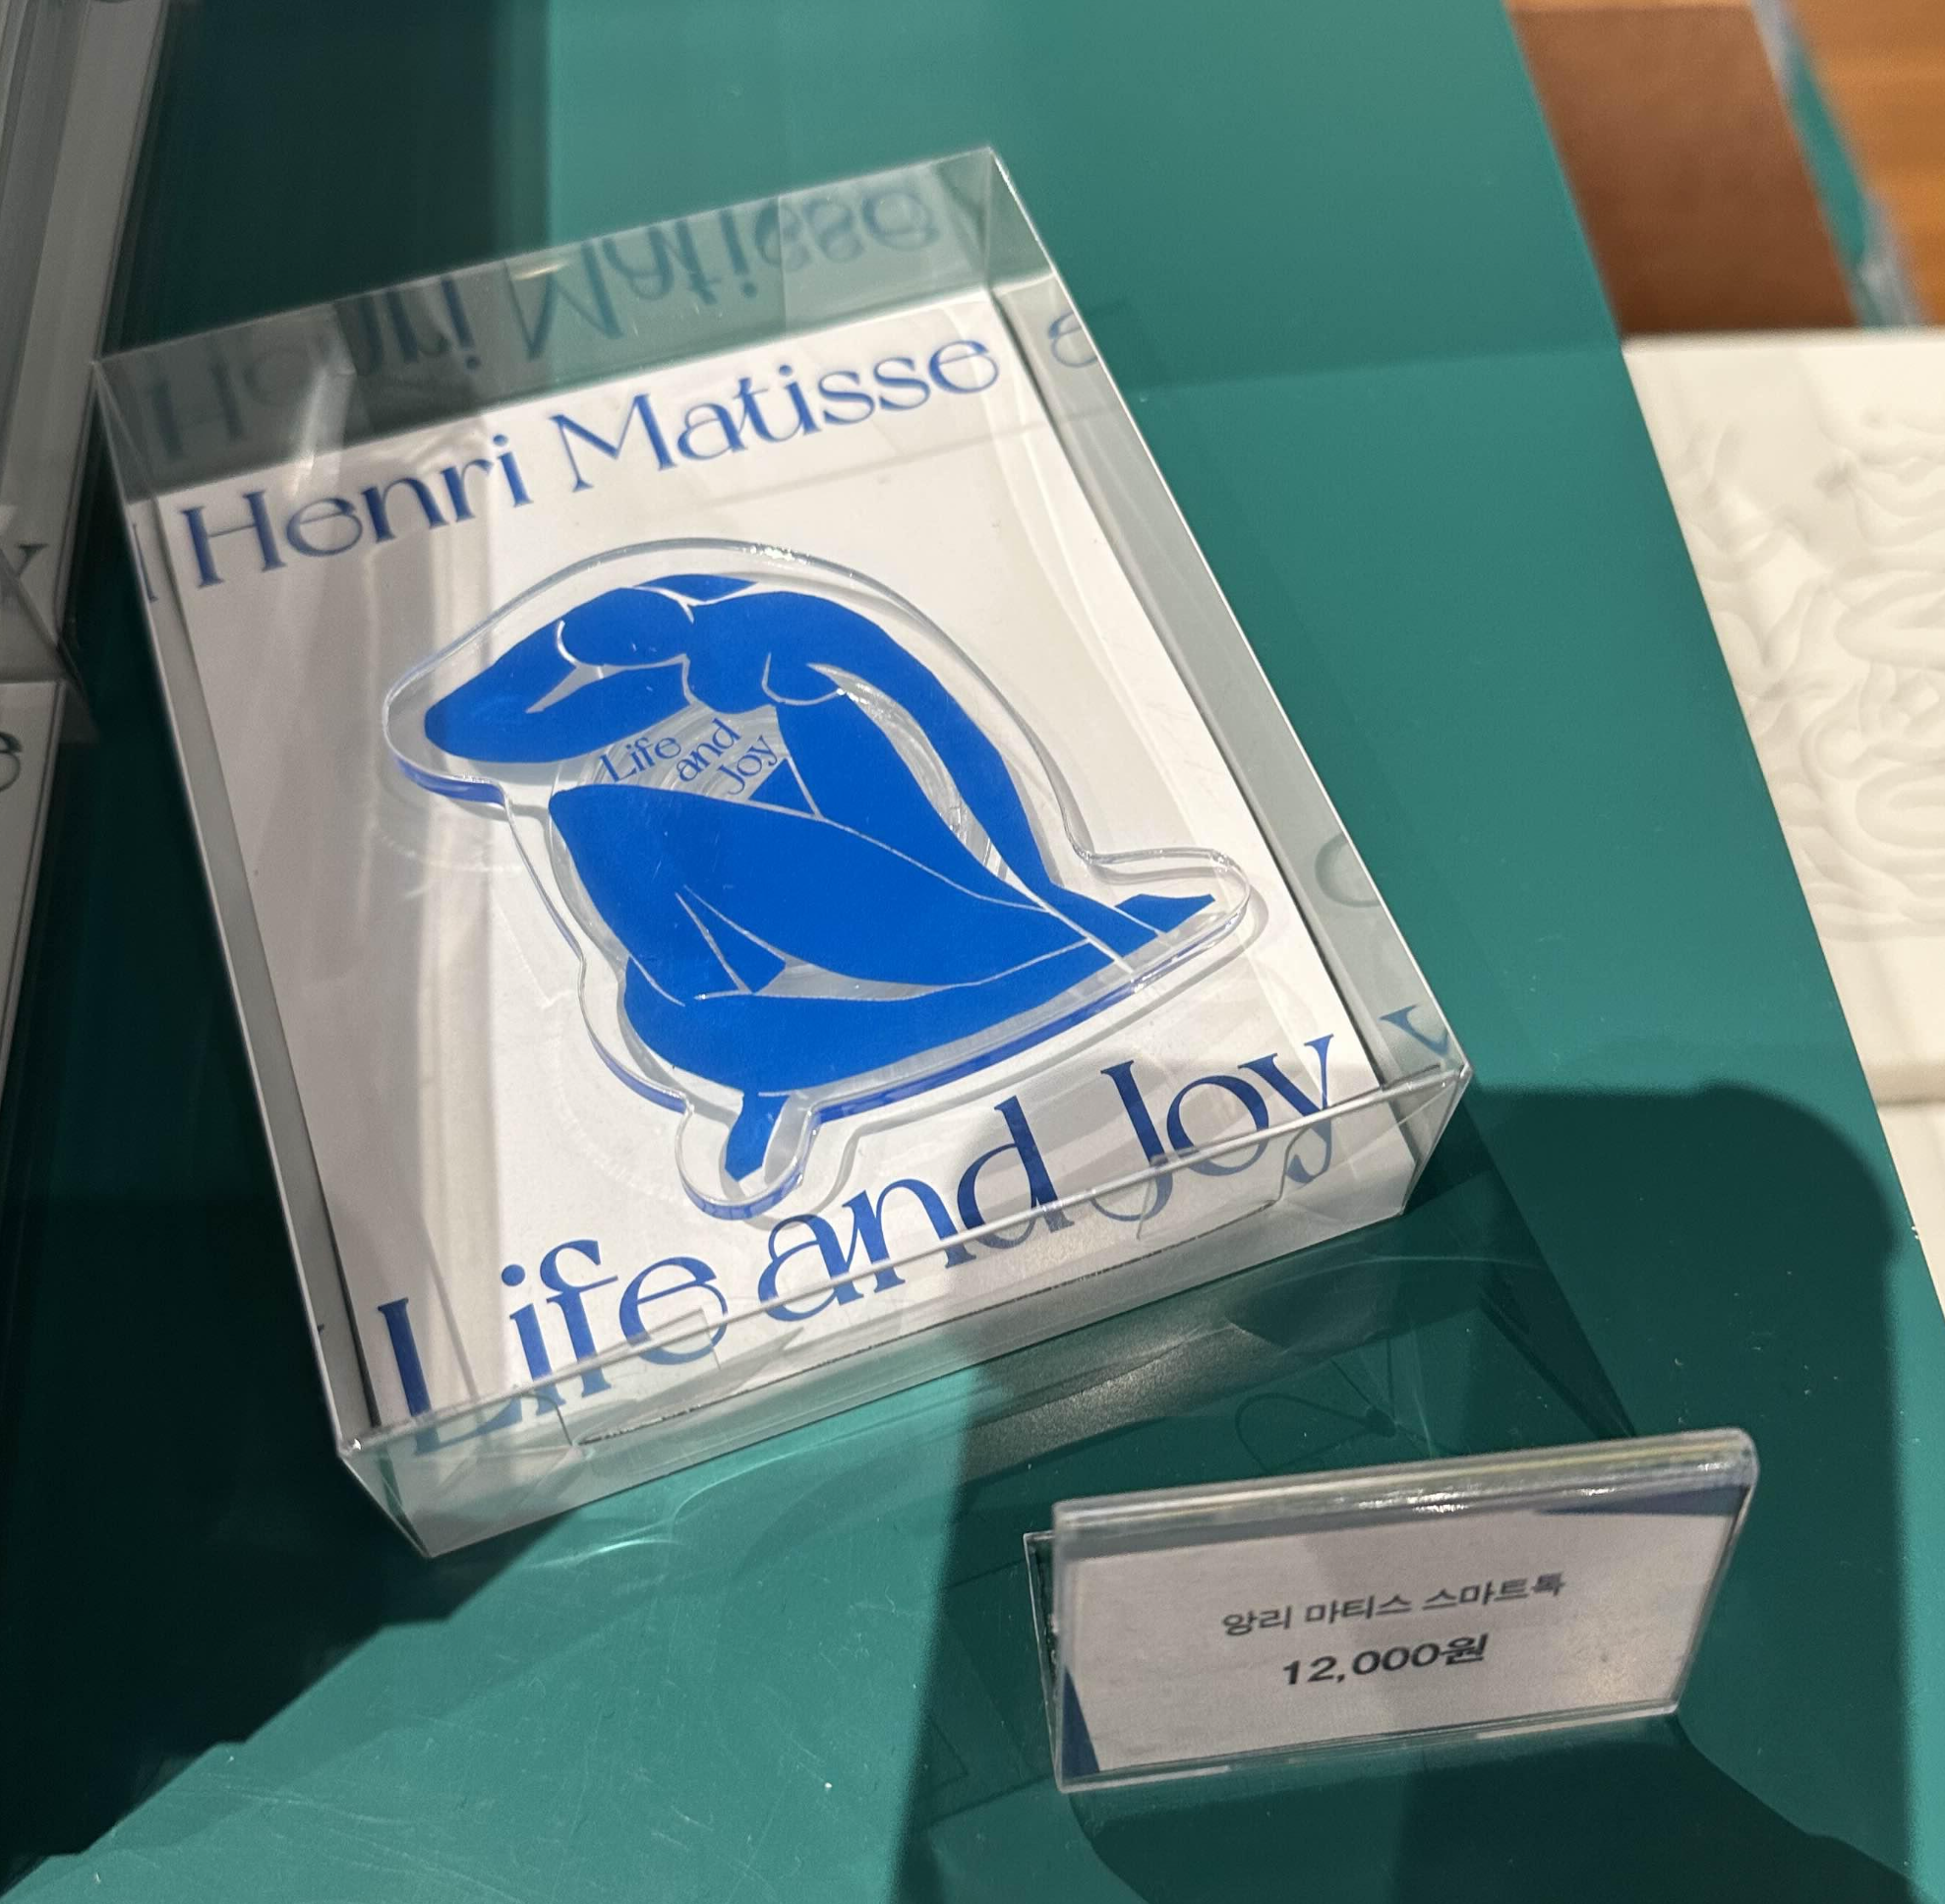 Henri Matisse
Life
and
Joy
Life and Joy
앙리 마티스 스마트톡
12,000원